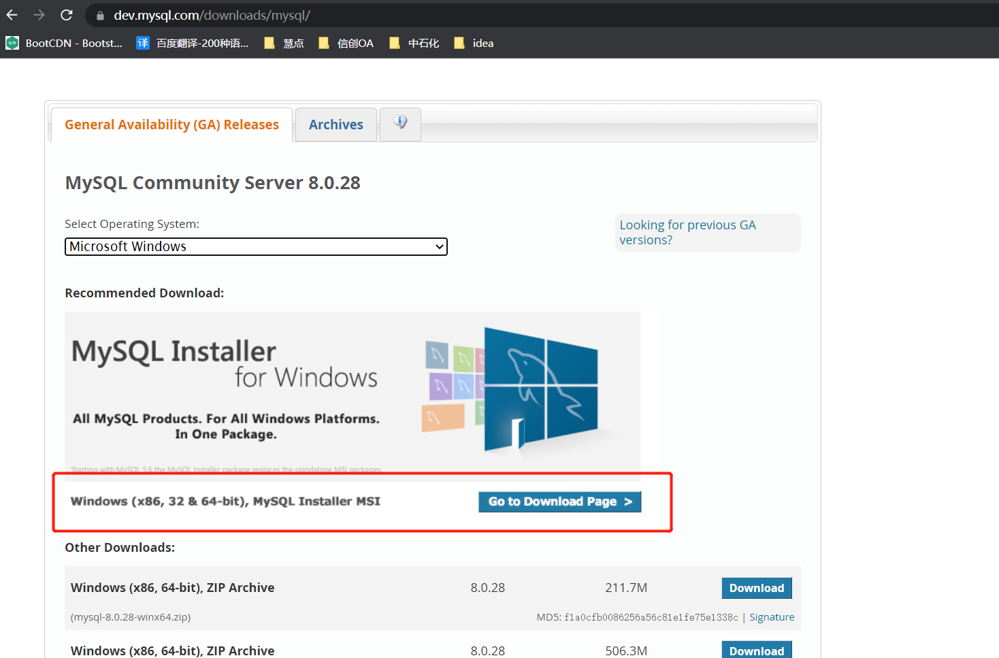 dev.mysql.com/downloads/mysql/
BootCDN - Bootst...
译 百度翻译-200种语...
慧点
信创OA
中石化
idea
General Availability (GA) Releases
Archives
MySQL Community Server 8.0.28
Select Operating System:
Looking for previous GA
versions?
Microsoft Windows
Recommended Download:
MySQL Installer
for Windows
All MySQL Products. For All Windows Platforms.
In One Package.
Starting with MySQL 5.6 the MySQL Installer package replaces the standalone MSI packages.
Windows (x86, 32 & 64-bit), MySQL Installer MSI
Go to Download Page >
Other Downloads:
Windows (x86, 64-bit), ZIP Archive 8.0.28 211.7M Download
(mysql-8.0.28-winx64.zip) MD5: f1a0cfb0086256a56c81e1fe75e1338c | Signature
Windows (x86, 64-bit), ZIP Archive 8.0.28 506.3M Download